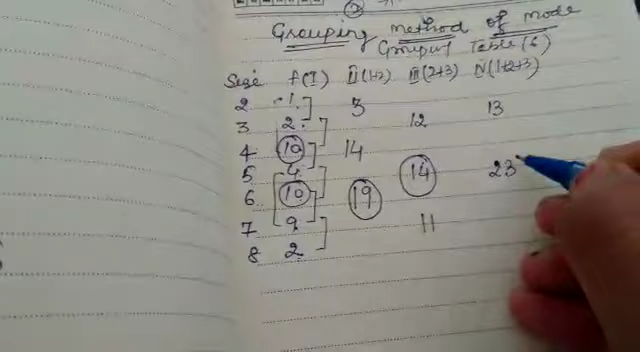 2
Grouping method of mode
Grouping Table (6)
Size f(I) II(1+2) III(2+3) IV(1+2+3)
2 1 3 13
3 2 12
4 10 14
5 4 14 23
6 10 19
7 9 11
8 2